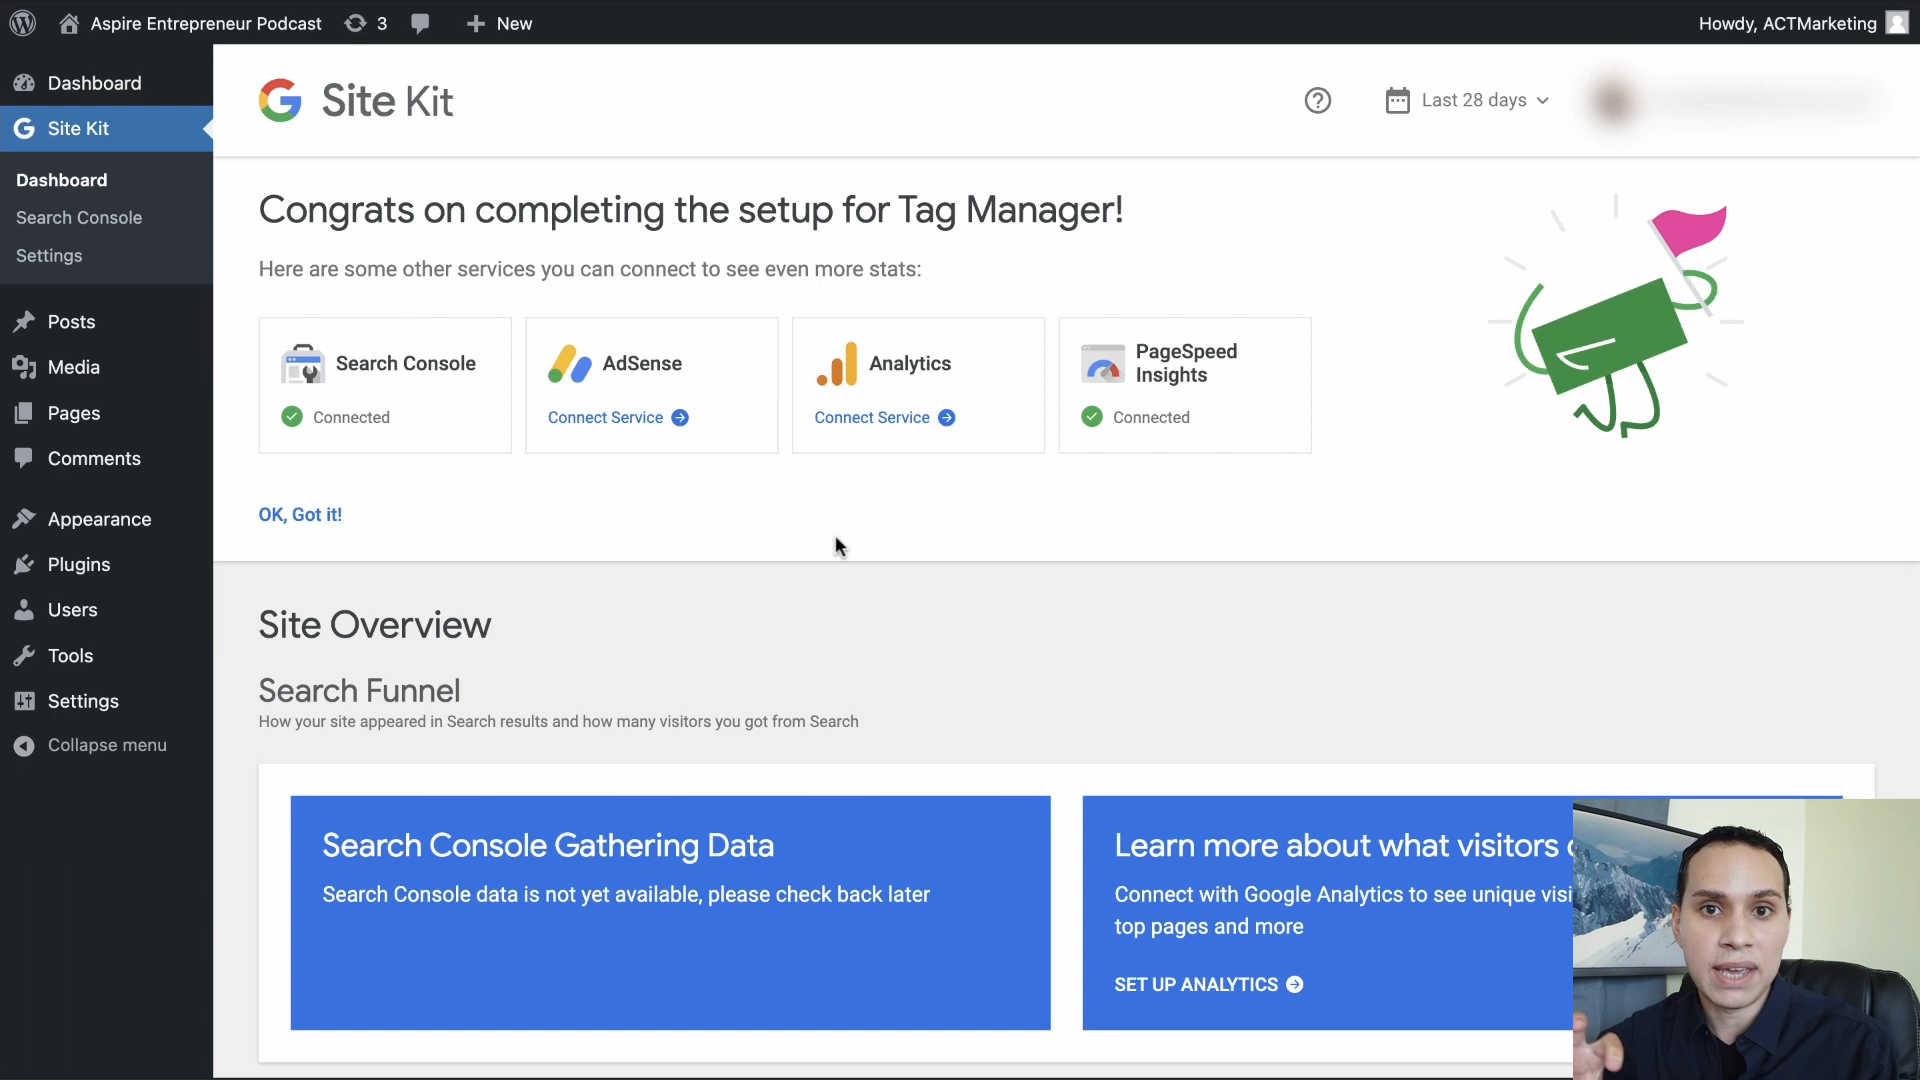 Aspire Entrepreneur Podcast
3
New
Howdy, ACTMarketing
Dashboard
Site Kit
Dashboard
Search Console
Settings
Posts
Media
Pages
Comments
Appearance
Plugins
Users
Tools
Settings
Collapse menu
Site Kit
Last 28 days
Congrats on completing the setup for Tag Manager!
Here are some other services you can connect to see even more stats:
Search Console
Connected
AdSense
Connect Service
Analytics
Connect Service
PageSpeed
Insights
Connected
OK, Got it!
Site Overview
Search Funnel
How your site appeared in Search results and how many visitors you got from Search
Search Console Gathering Data
Search Console data is not yet available, please check back later
Learn more about what visitors
Connect with Google Analytics to see unique
top pages and more
SET UP ANALYTICS